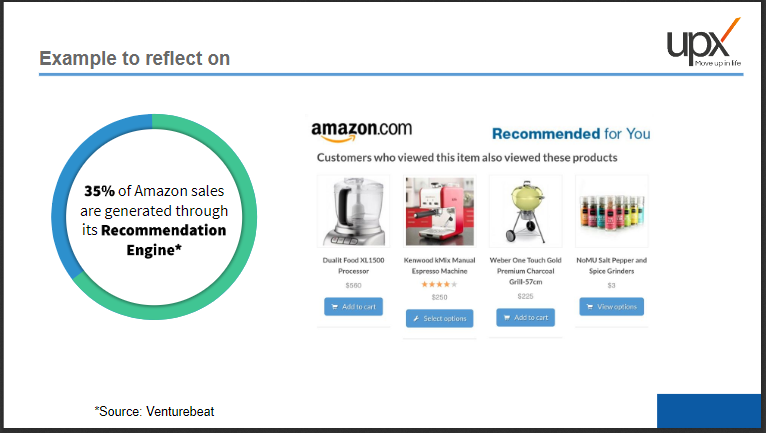 Example to reflect on
upx
Move up in life
35% of Amazon sales
are generated through
its Recommendation
Engine*
amazon.com
Recommended for You
Customers who viewed this item also viewed these products
Dualit Food XL1500
Processor
$580
Add to cart
Kenwood kMix Manual
Espresso Machine
$250
Select options
Weber One Touch Gold
Premium Charcoal
Grill-57cm
$225
Add to cart
NoMU Salt Pepper and
Spice Grinders
$3
View options
*Source: Venturebeat